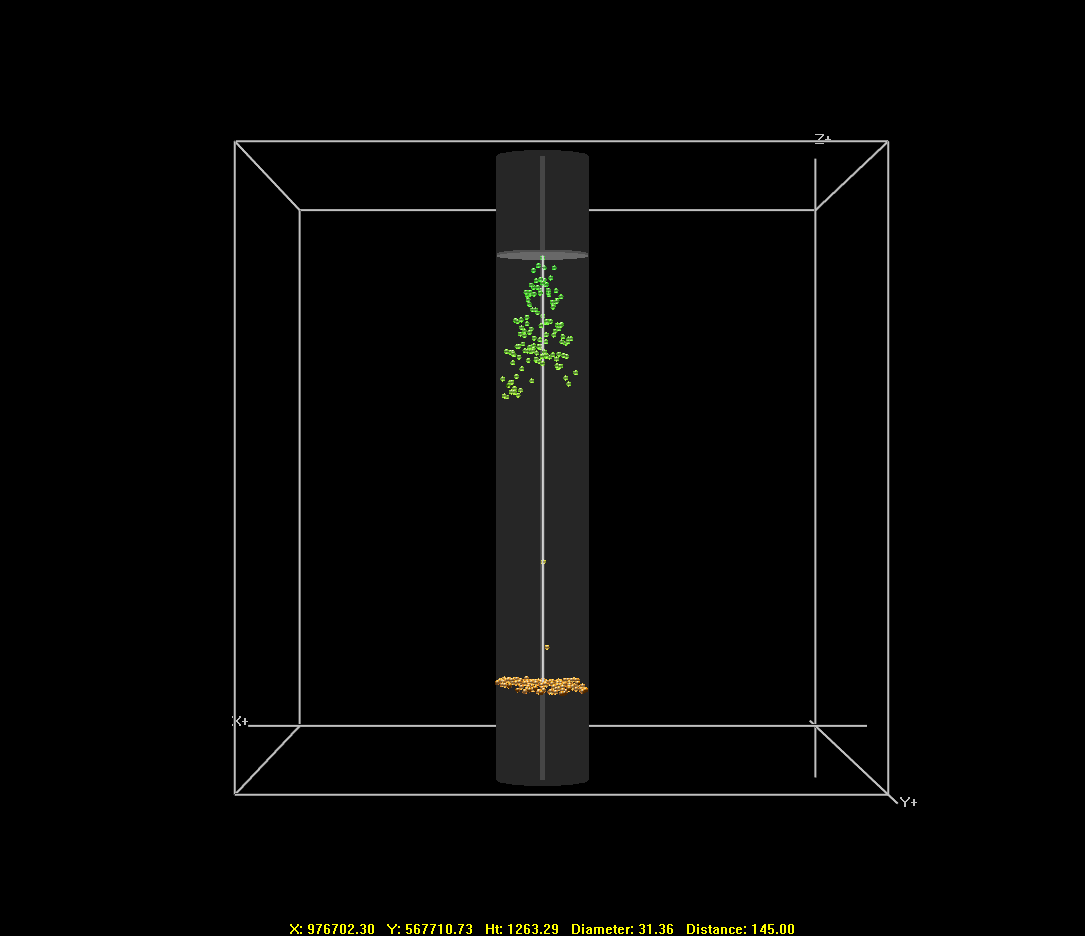 Z+
X+
Y+
X: 976702.30 Y: 567710.73 Ht: 1263.29 Diameter: 31.36 Distance: 145.00